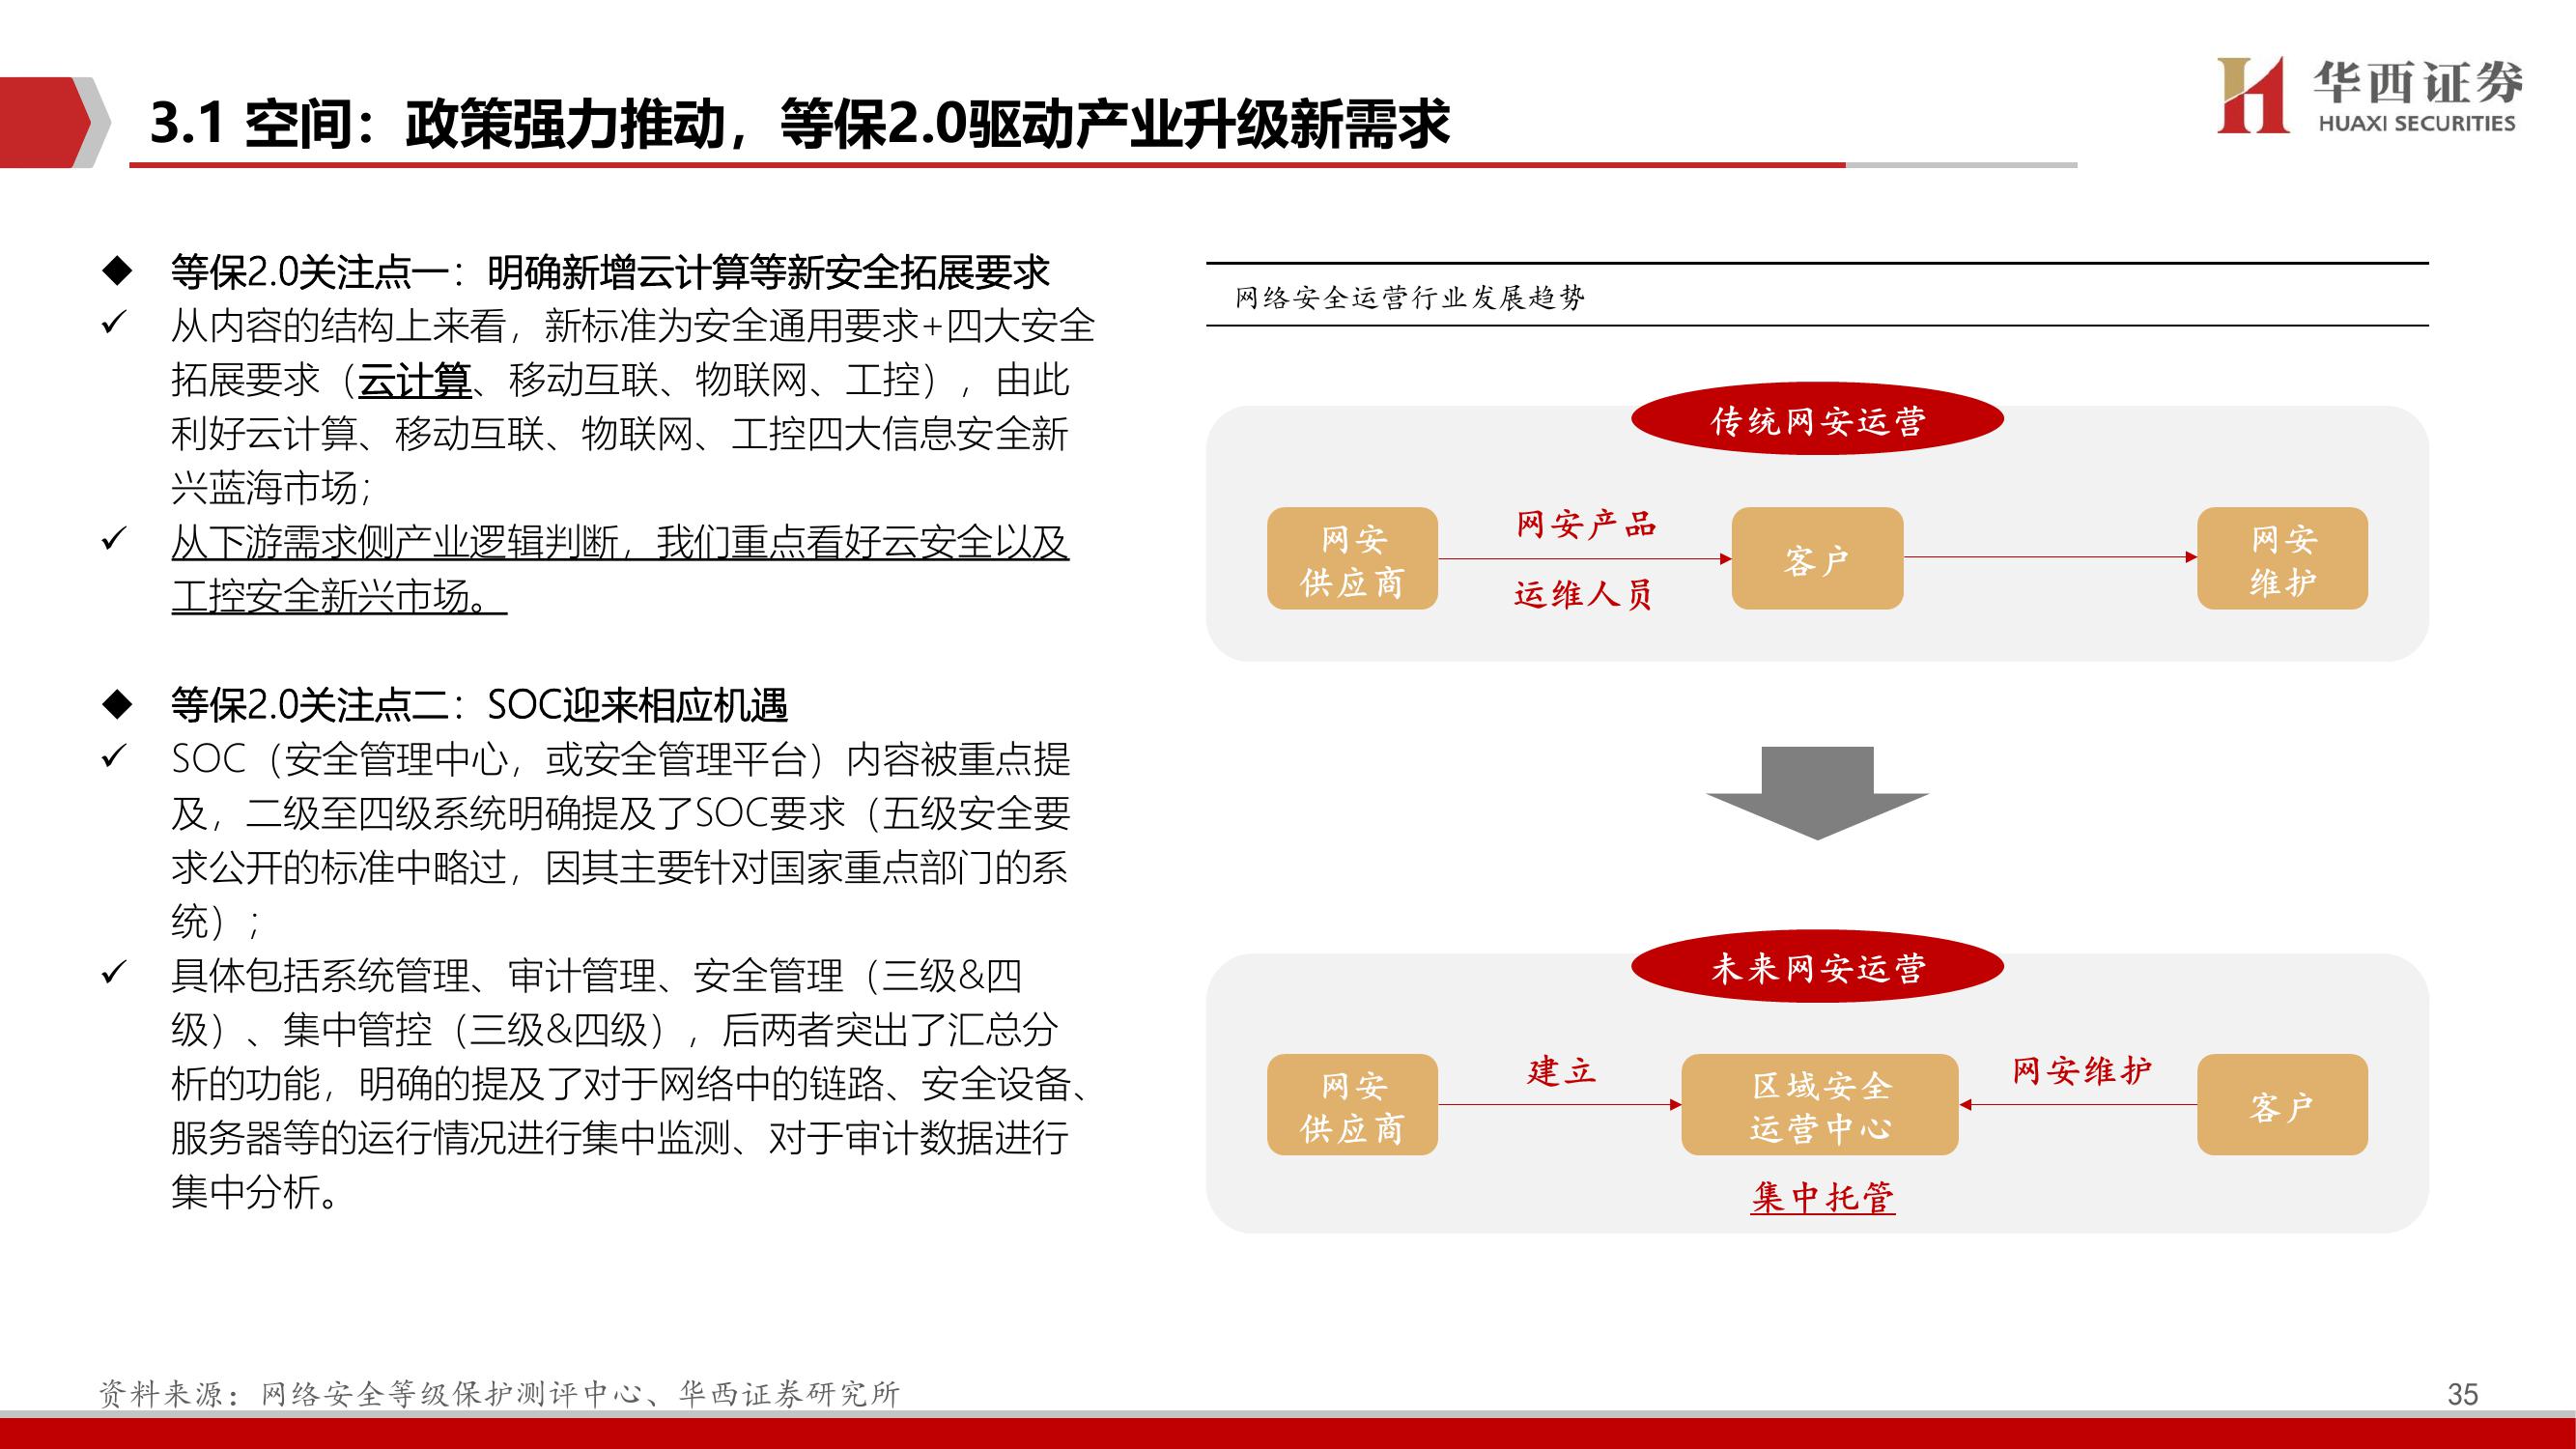 3.1 空间：政策强力推动，等保2.0驱动产业升级新需求
华西证券
HUAXI SECURITIES
◆ 等保2.0关注点一：明确新增云计算等新安全拓展要求
✓ 从内容的结构上来看，新标准为安全通用要求+四大安全
拓展要求（云计算、移动互联、物联网、工控），由此
利好云计算、移动互联、物联网、工控四大信息安全新
兴蓝海市场；
✓ 从下游需求侧产业逻辑判断，我们重点看好云安全以及
工控安全新兴市场。
◆ 等保2.0关注点二：SOC迎来相应机遇
✓ SOC（安全管理中心，或安全管理平台）内容被重点提
及，二级至四级系统明确提及了SOC要求（五级安全要
求公开的标准中略过，因其主要针对国家重点部门的系
统）；
✓ 具体包括系统管理、审计管理、安全管理（三级&四
级）、集中管控（三级&四级），后两者突出了汇总分
析的功能，明确的提及了对于网络中的链路、安全设备、
服务器等的运行情况进行集中监测、对于审计数据进行
集中分析。
网络安全运营行业发展趋势
传统网安运营
网安
供应商
网安产品
运维人员
客户
网安
维护
未来网安运营
网安
供应商
建立
区域安全
运营中心
网安维护
客户
集中托管
资料来源：网络安全等级保护测评中心、华西证券研究所
35